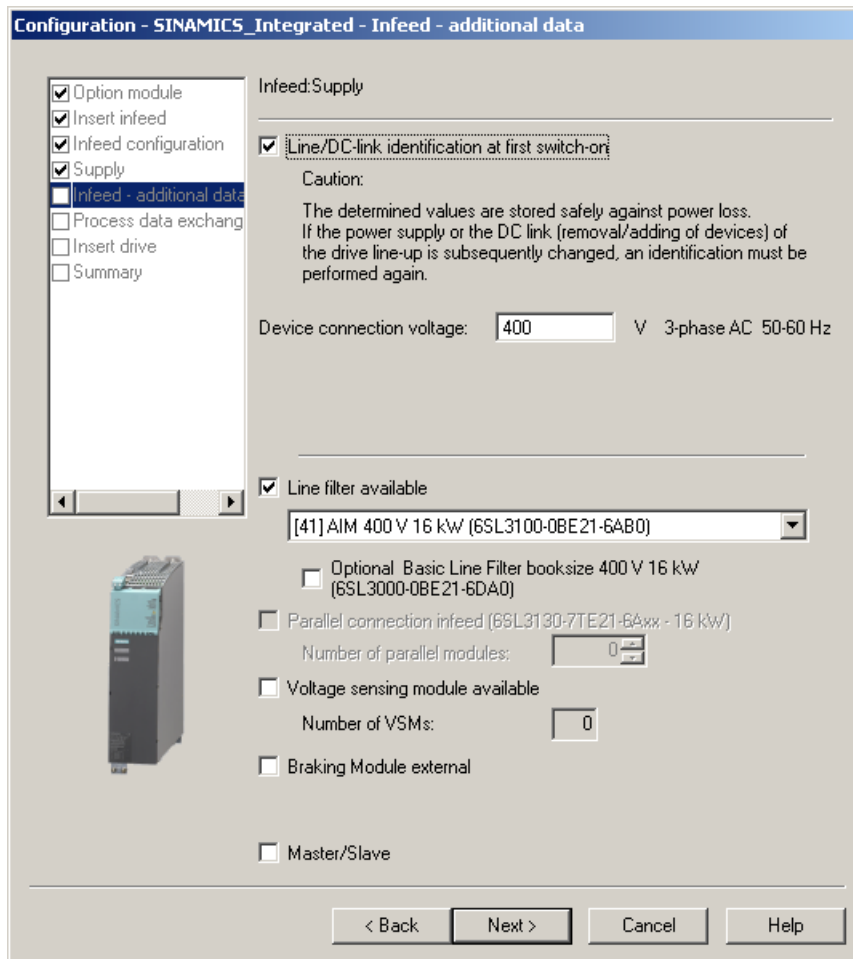 Configuration - SINAMICS_Integrated - Infeed - additional data
Option module
Insert infeed
Infeed configuration
Supply
Infeed - additional data
Process data exchang
Insert drive
Summary
Infeed:Supply
Line/DC-link identification at first switch-on
Caution:
The determined values are stored safely against power loss.
If the power supply or the DC link (removal/adding of devices) of
the drive line-up is subsequently changed, an identification must be
performed again.
Device connection voltage: 400 V 3-phase AC 50-60 Hz
Line filter available
[41] AIM 400 V 16 kW (6SL3100-0BE21-6AB0)
Optional Basic Line Filter booksize 400 V 16 kW
(6SL3000-0BE21-6DA0)
Parallel connection infeed (6SL3130-7TE21-6Axx - 16 kW)
Number of parallel modules: 0
Voltage sensing module available
Number of VSMs: 0
Braking Module external
Master/Slave
< Back Next > Cancel Help